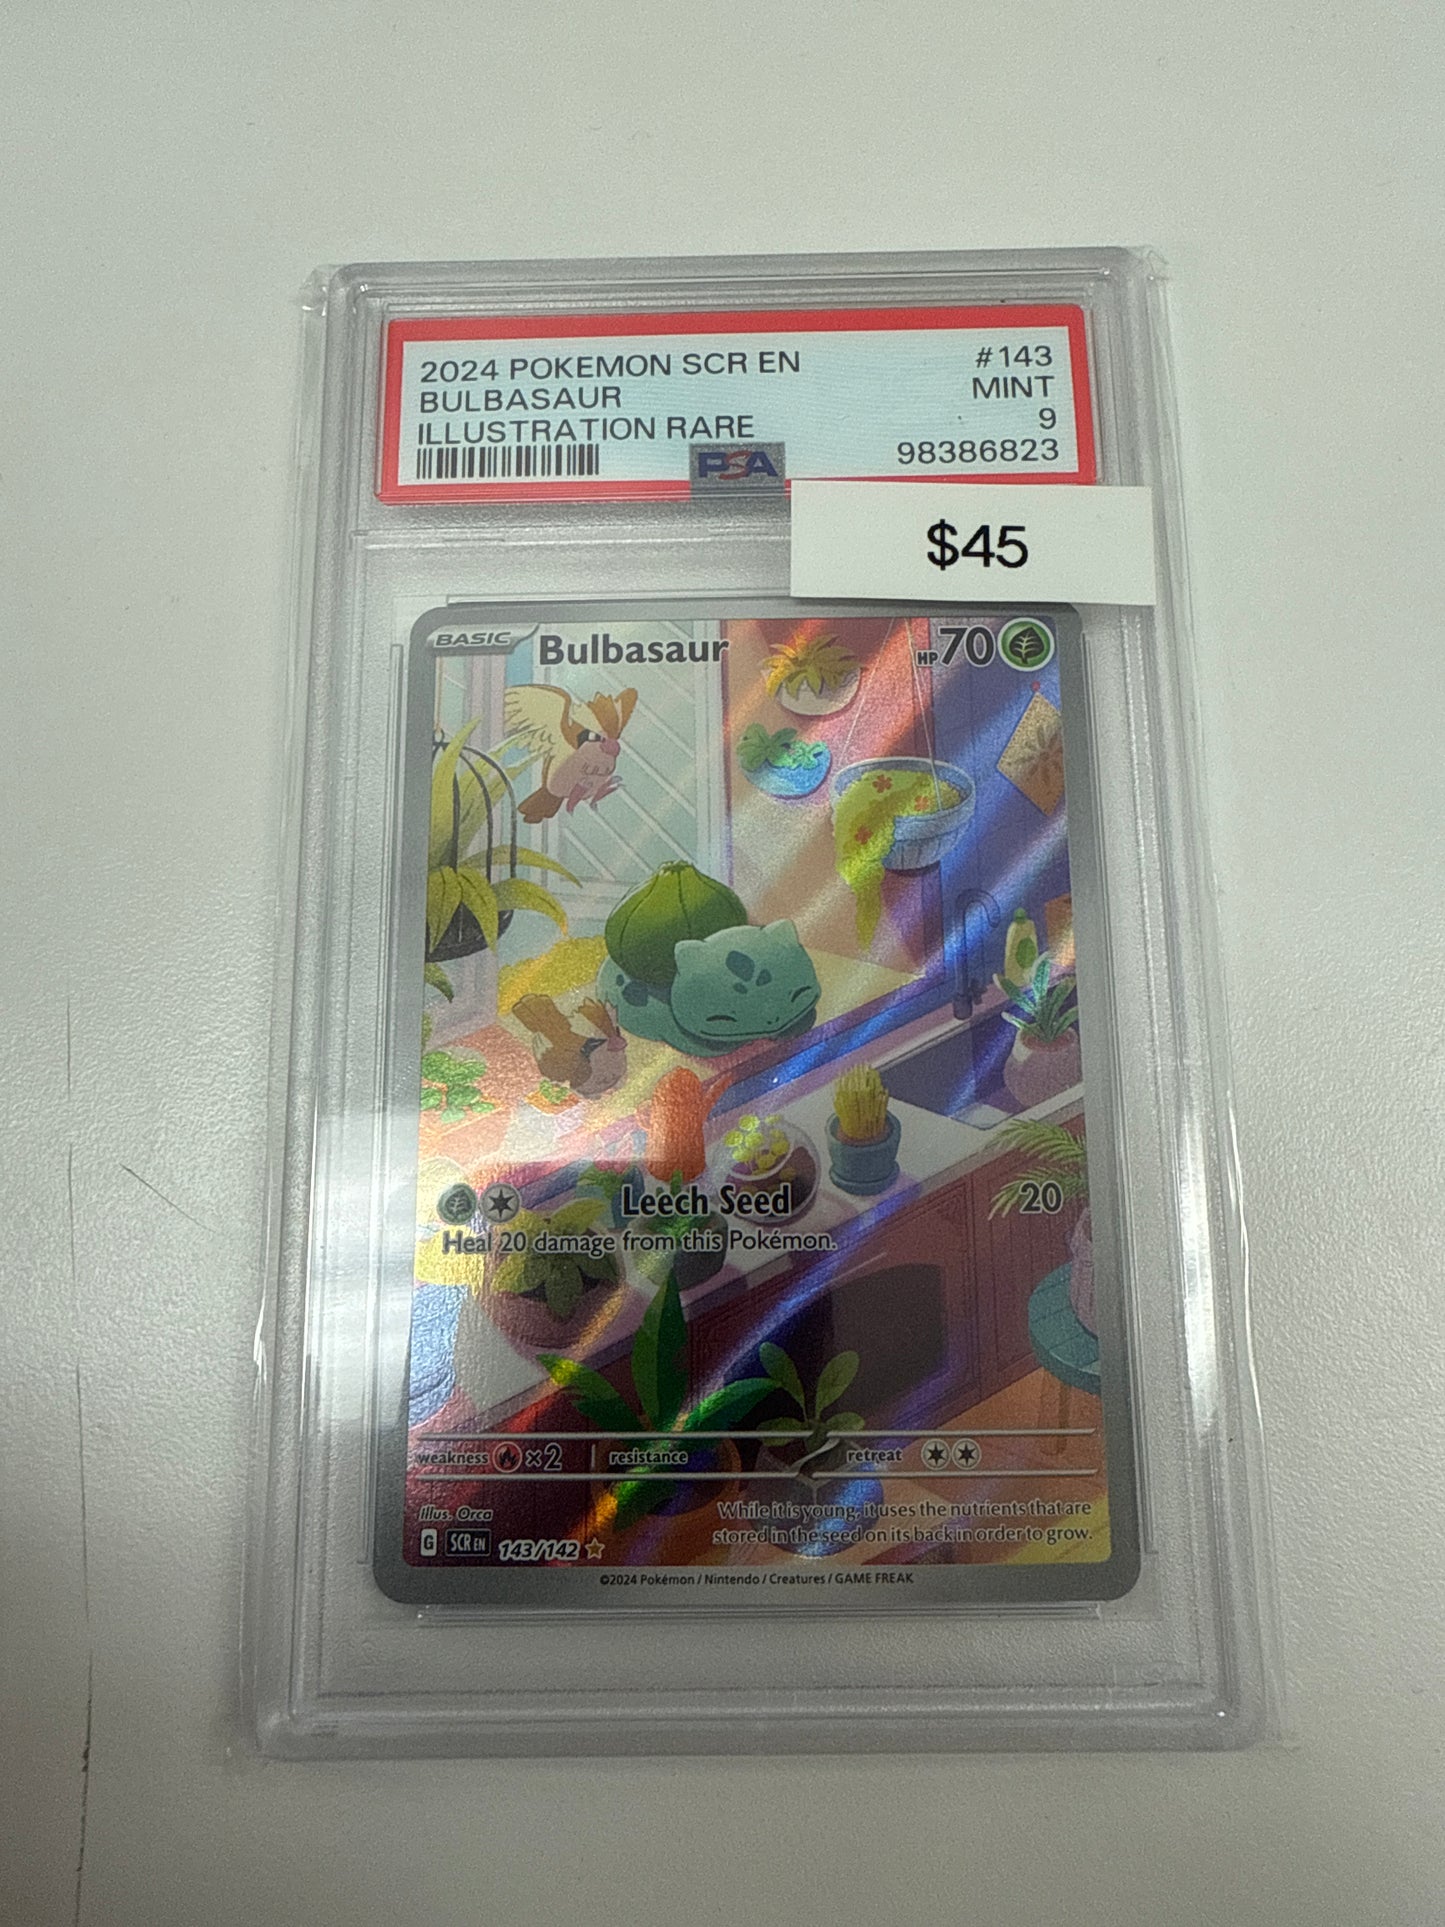 2024 POKEMON SCR EN #143
BULBASAUR MINT
ILLUSTRATION RARE 9
PSA 98386823
$45
BASIC Bulbasaur HP70
Leech Seed 20
Heal 20 damage from this Pokémon.
weakness ×2 resistance retreat
Illus. Orca
While it is young, it uses the nutrients that are
stored in the seed on its back in order to grow.
G SCR EN 143/142
©2024 Pokémon / Nintendo / Creatures / GAME FREAK